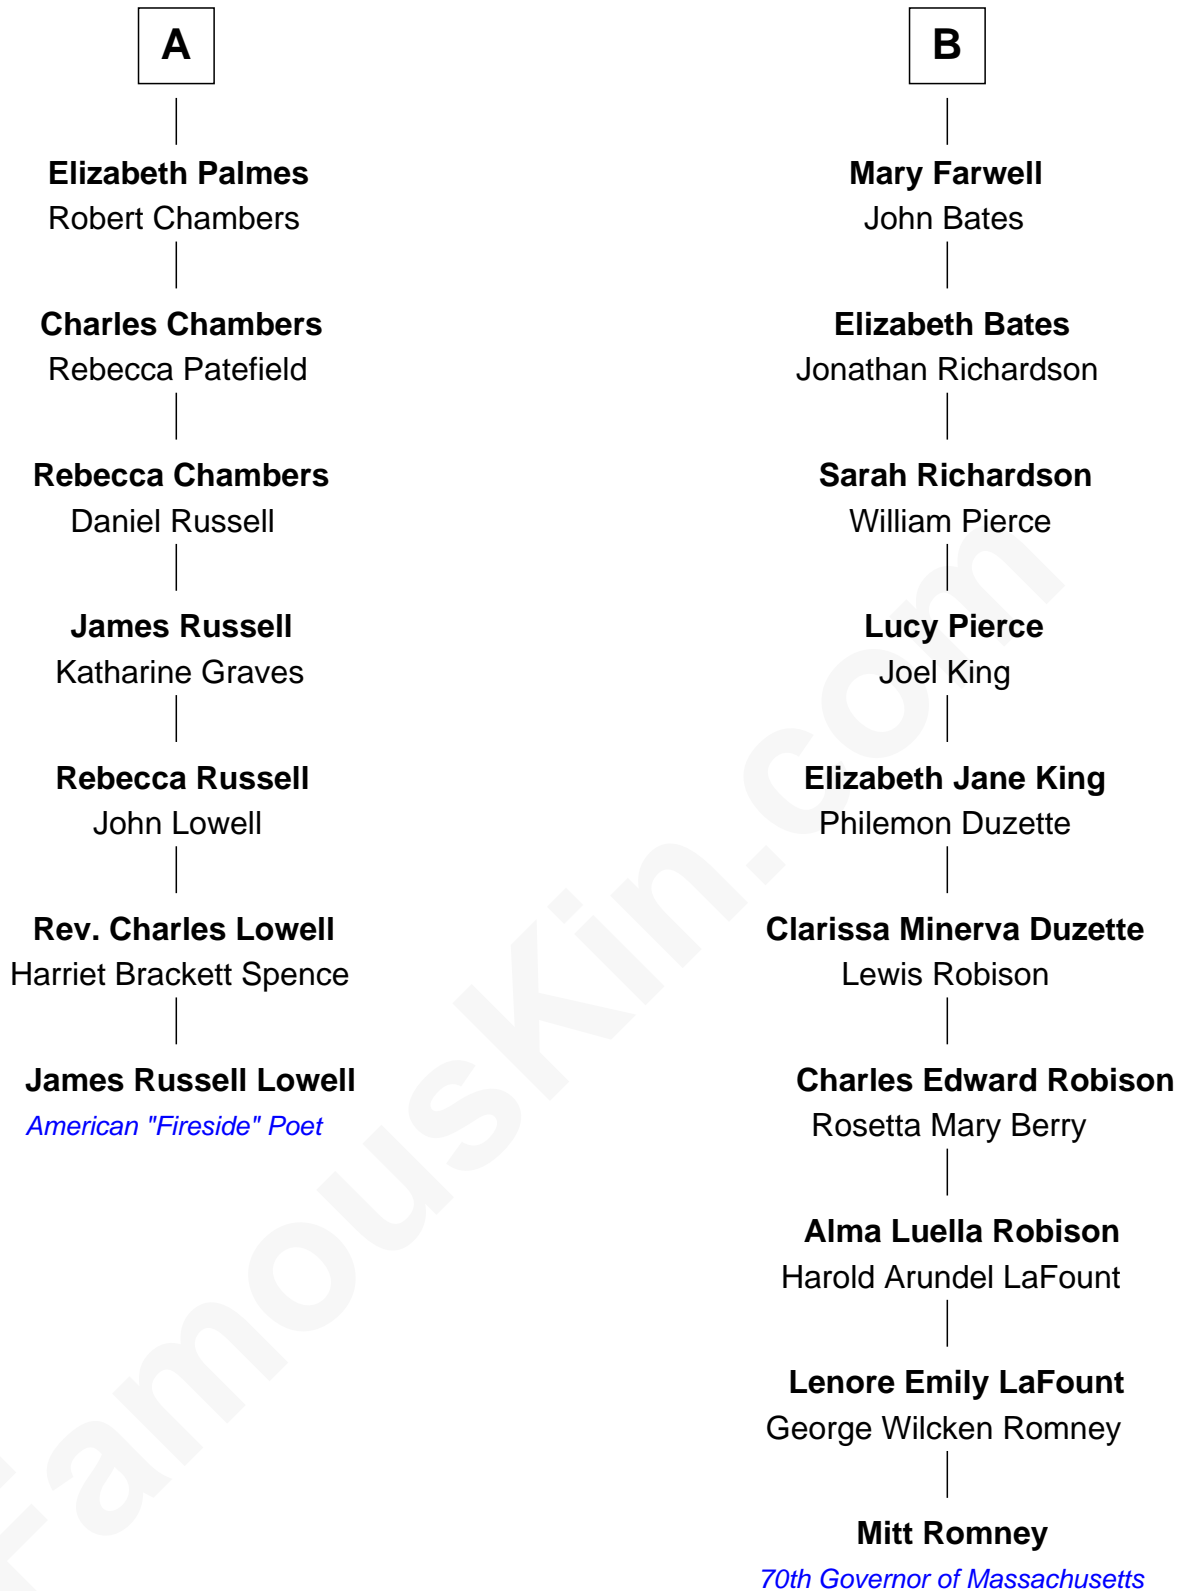 A
Elizabeth Palmes
Robert Chambers
Charles Chambers
Rebecca Patefield
Rebecca Chambers
Daniel Russell
James Russell
Katharine Graves
Rebecca Russell
John Lowell
Rev. Charles Lowell
Harriet Brackett Spence
James Russell Lowell
American "Fireside" Poet
B
Mary Farwell
John Bates
Elizabeth Bates
Jonathan Richardson
Sarah Richardson
William Pierce
Lucy Pierce
Joel King
Elizabeth Jane King
Philemon Duzette
Clarissa Minerva Duzette
Lewis Robison
Charles Edward Robison
Rosetta Mary Berry
Alma Luella Robison
Harold Arundel LaFount
Lenore Emily LaFount
George Wilcken Romney
Mitt Romney
70th Governor of Massachusetts
FamousKin.com